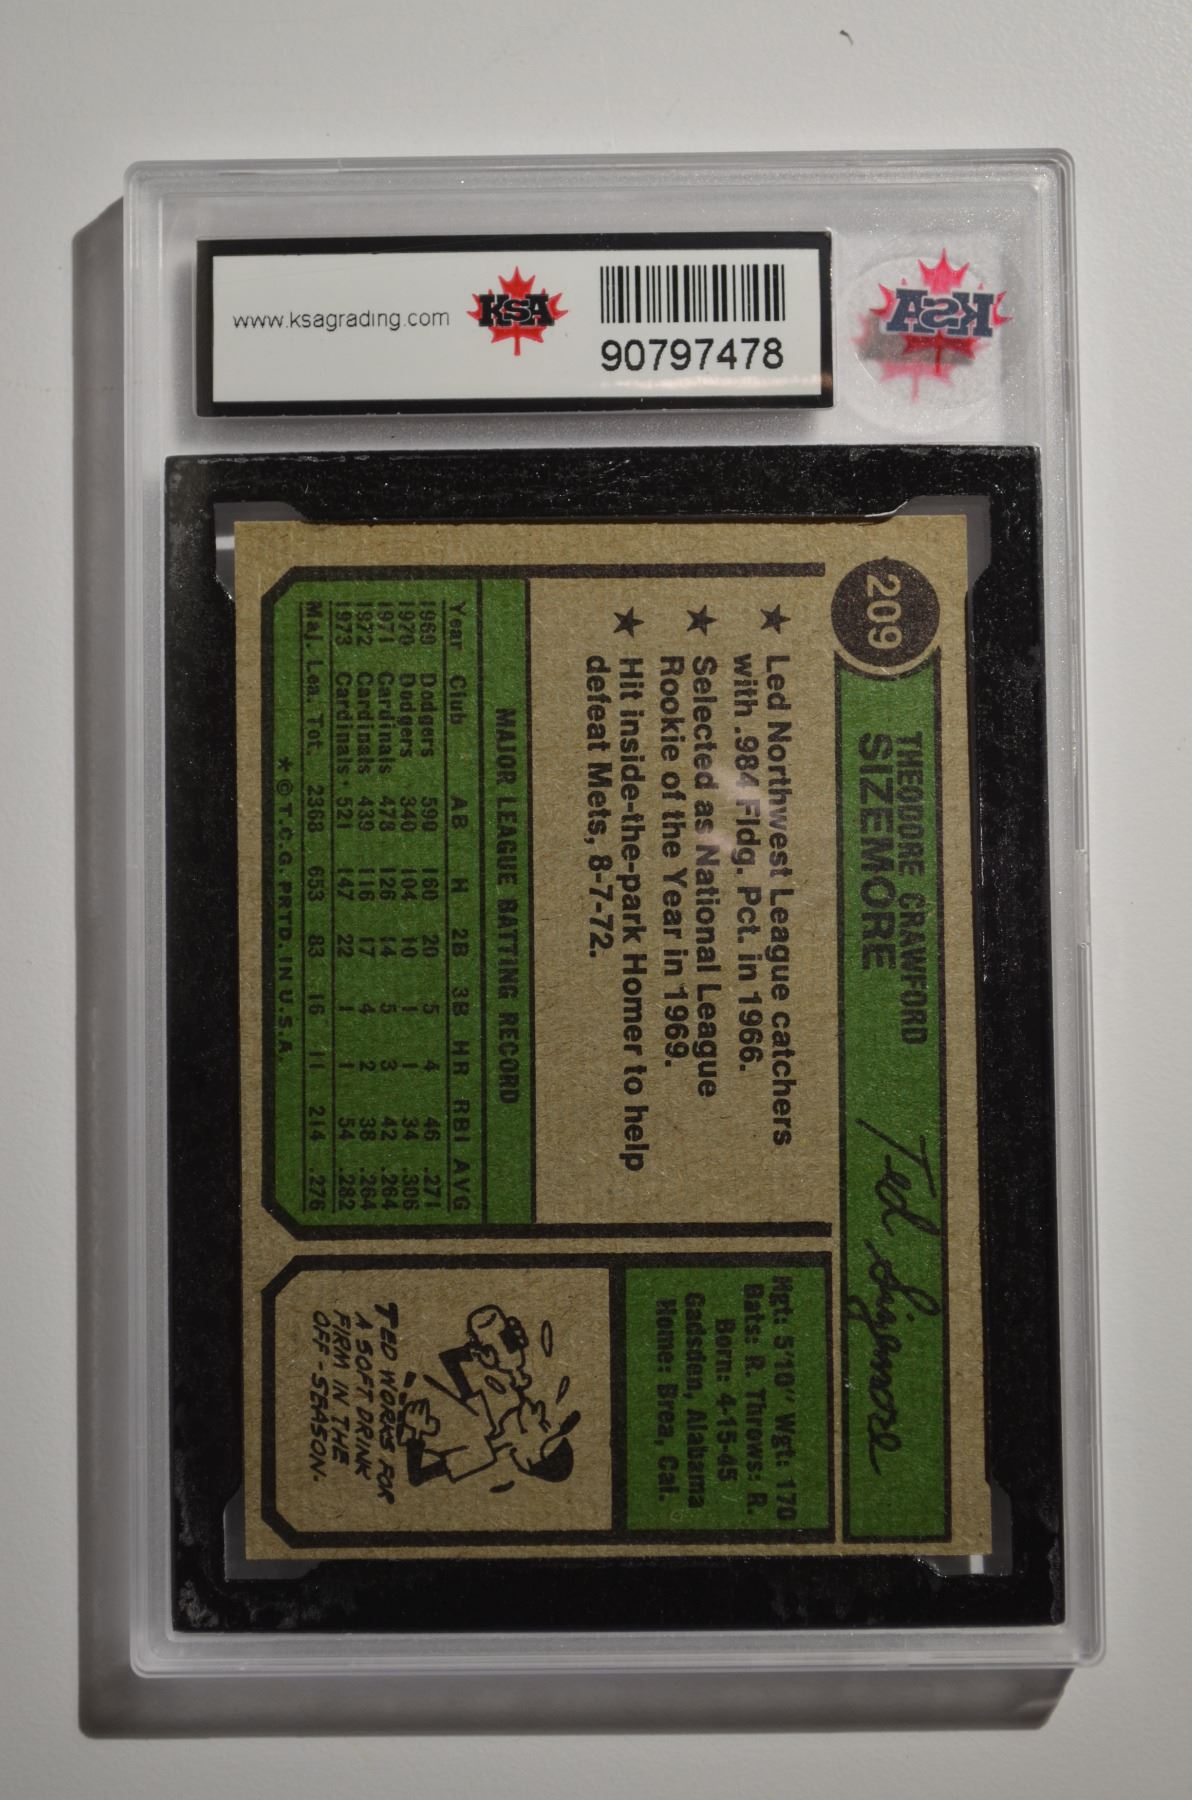 www.ksagrading.com
KSA
90797478
KSA
209
THEODORE CRAWFORD
SIZEMORE
Ted Sizemore
★ Led Northwest League catchers
with .984 Fldg. Pct. in 1966.
★ Selected as National League
Rookie of the Year in 1969.
★ Hit inside-the-park Homer to help
defeat Mets, 8-7-72.
Hgt: 5'10" Wgt: 170
Bats: R. Throws: R.
Born: 4-15-45
Gadsden, Alabama
Home: Brea, Cal.
MAJOR LEAGUE BATTING RECORD
Year Club AB H 2B 3B HR RBI AVG
1969 Dodgers 590 160 20 5 4 46 .271
1970 Dodgers 340 104 10 1 1 34 .306
1971 Cardinals 478 126 14 5 3 42 .264
1972 Cardinals 439 116 17 4 2 38 .264
1973 Cardinals 521 147 22 1 1 54 .282
Maj. Lea. Tot. 2368 653 83 16 11 214 .276
* © T.C.G. PRTD. IN U.S.A.
TED WORKS FOR
A SOFT DRINK
FIRM IN THE
OFF-SEASON.